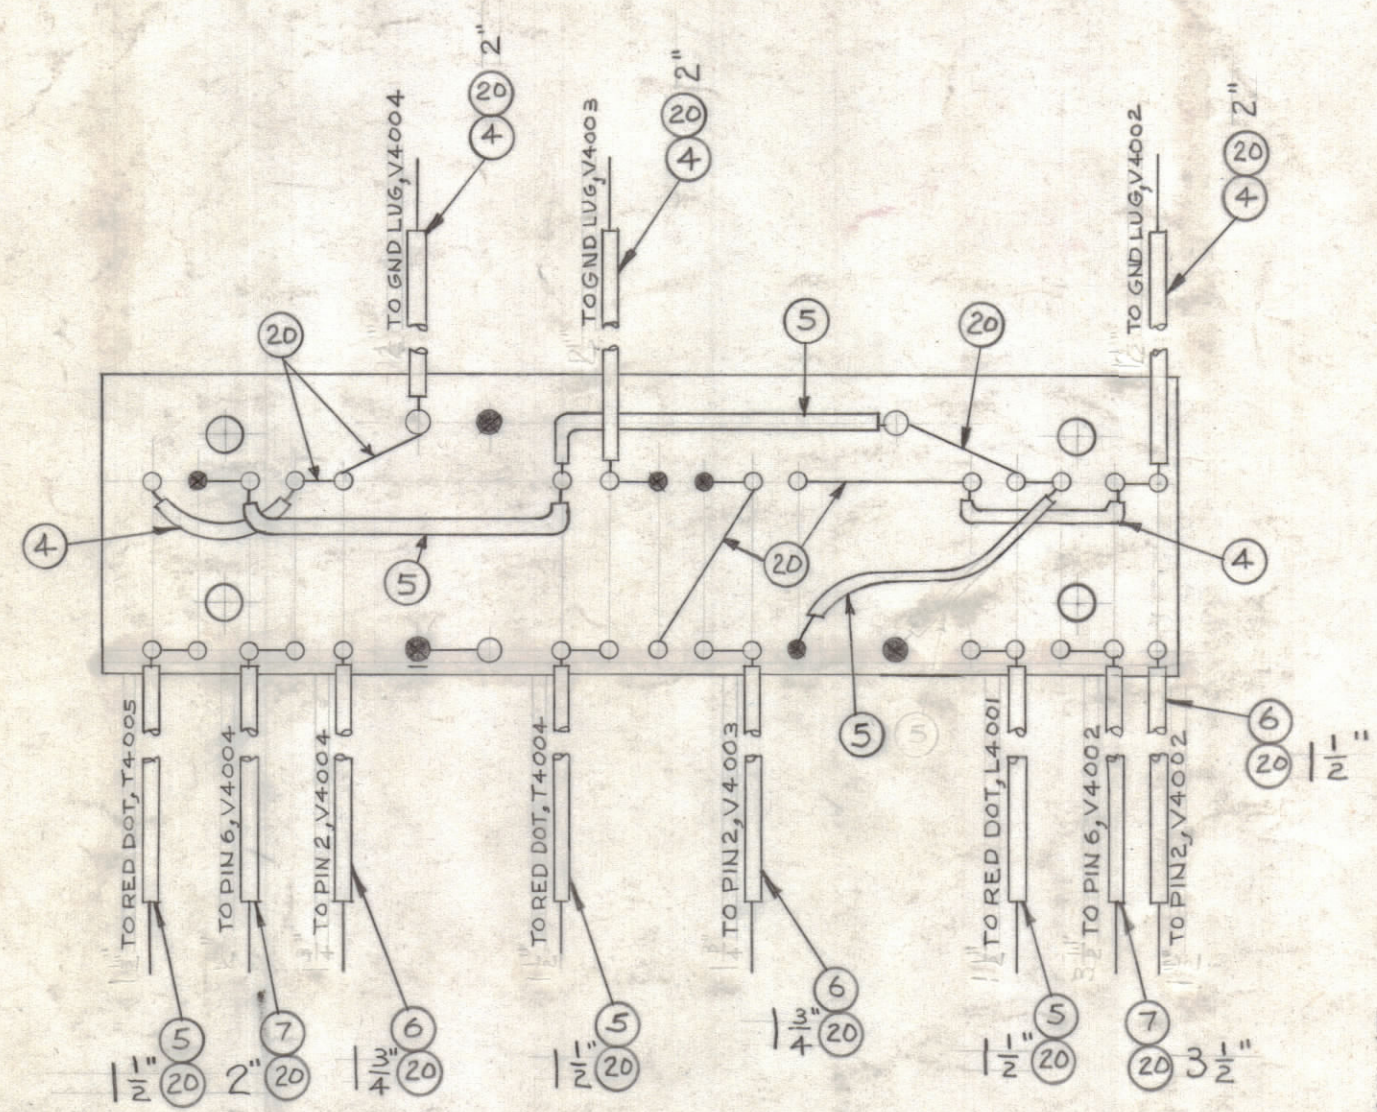 TO GND LUG, V4004
2"
20
4
TO GND LUG, V4003
2"
20
4
TO GND LUG, V4002
2"
20
4
20
5
20
4
5
20
4
5
5
TO RED DOT, T4005
5
1 1/2" 20
TO PIN 6, V4004
7
2" 20
TO PIN 2, V4004
6
1 3/4" 20
TO RED DOT, T4004
5
1 1/2" 20
TO PIN 2, V4003
6
1 3/4" 20
TO RED DOT, L4001
5
1 1/2" 20
TO PIN 6, V4002
7
20 3 1/2"
TO PIN 2, V4002
6
20 1 1/2"